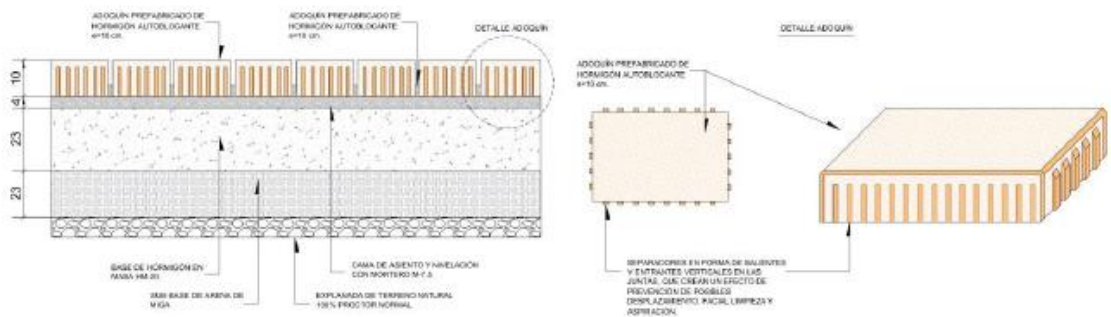 ADOQUÍN PREFABRICADO DE
HORMIGÓN AUTOBLOCANTE
e=10 cm.
ADOQUÍN PREFABRICADO DE
HORMIGÓN AUTOBLOCANTE
e=10 cm.
DETALLE ADOQUÍN
10
4
23
23
BASE DE HORMIGÓN EN
MASA HM-20.
SUB-BASE DE ARENA DE
MIGA
CAMA DE ASIENTO Y NIVELACIÓN
CON MORTERO M-7.5
EXPLANADA DE TERRENO NATURAL
100% PROCTOR NORMAL
DETALLE ADOQUÍN
ADOQUÍN PREFABRICADO DE
HORMIGÓN AUTOBLOCANTE
e=10 cm.
SEPARADORES EN FORMA DE SALIENTES
Y ENTRANTES VERTICALES EN LAS
JUNTAS, QUE CREAN UN EFECTO DE
PREVENCIÓN DE POSIBLES
DESPLAZAMIENTO, FACIAL LIMPIEZA Y
ASPIRACIÓN.